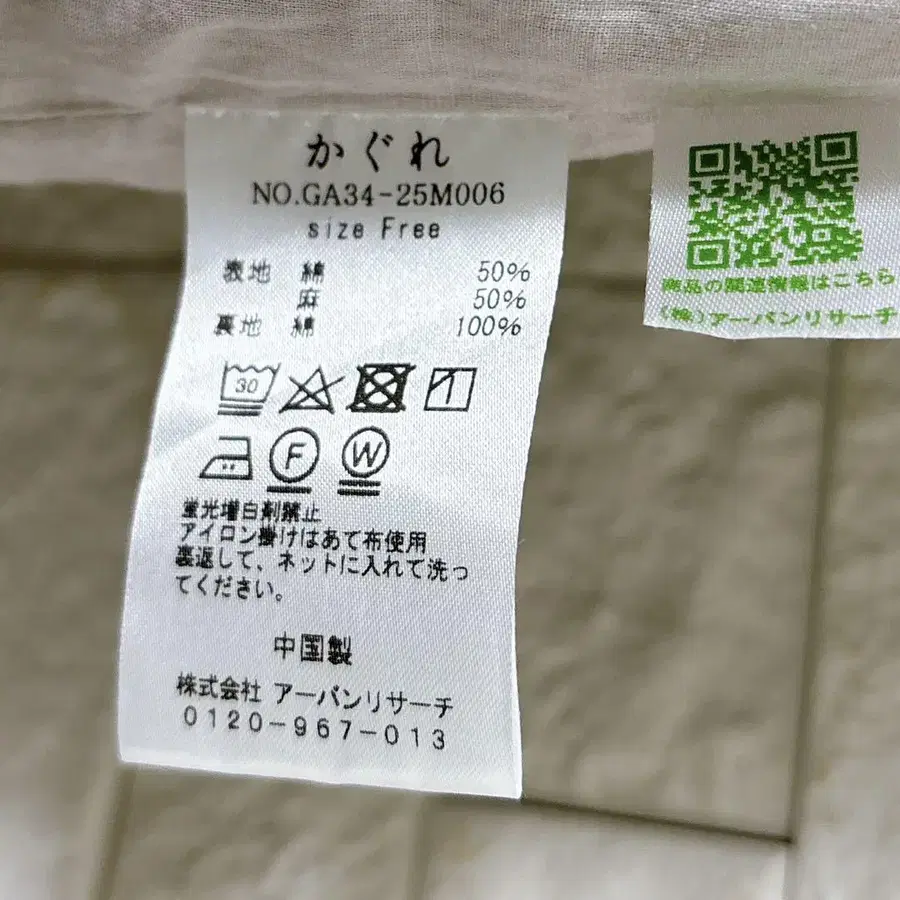 かぐれ
NO.GA34-25M006
size Free
表地 綿 50%
麻 50%
裏地 綿 100%
30
F W
蛍光増白剤禁止
アイロン掛けはあて布使用
裏返して、ネットに入れて洗っ
てください。
中国製
株式会社 アーバンリサーチ
0120-967-013
商品の関連情報はこちら
(株)アーバンリサーチ